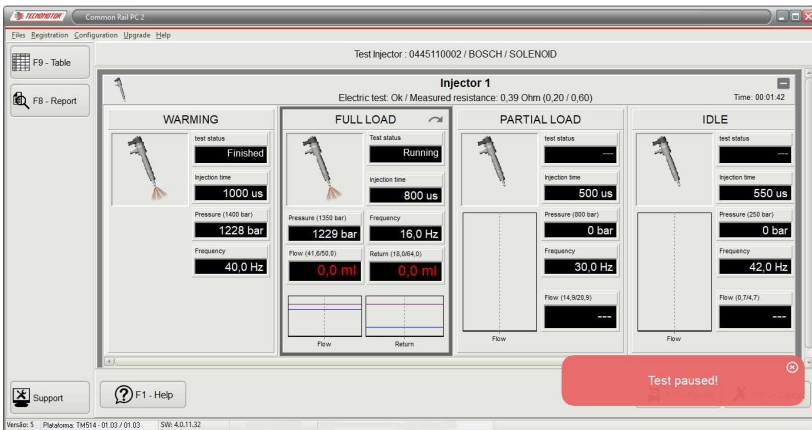 TECNOMOTOR Common Rail PC 2
Files Registration Configuration Upgrade Help
F9 - Table
F8 - Report
Test Injector : 0445110002 / BOSCH / SOLENOID
Injector 1
Electric test: Ok / Measured resistance: 0,39 Ohm (0,20 / 0,60)
Time: 00:01:42
WARMING
test status
Finished
Injection time
1000 us
Pressure (1400 bar)
1228 bar
Frequency
40,0 Hz
FULL LOAD
Test status
Running
Injection time
800 us
Pressure (1350 bar)
1229 bar
Frequency
16,0 Hz
Flow (41,6/50,0)
0,0 ml
Return (18,0/64,0)
0,0 ml
Flow
Return
PARTIAL LOAD
test status
---
Injection time
500 us
Pressure (800 bar)
0 bar
Frequency
30,0 Hz
Flow (14,9/20,9)
---
Flow
IDLE
test status
---
Injection time
550 us
Pressure (250 bar)
0 bar
Frequency
42,0 Hz
Flow (0,7/4,7)
---
Flow
Test paused!
Support
F1 - Help
Versão: 5 Plataforma: TM514 - 01.03 / 01.03 SW: 4.0.11.32